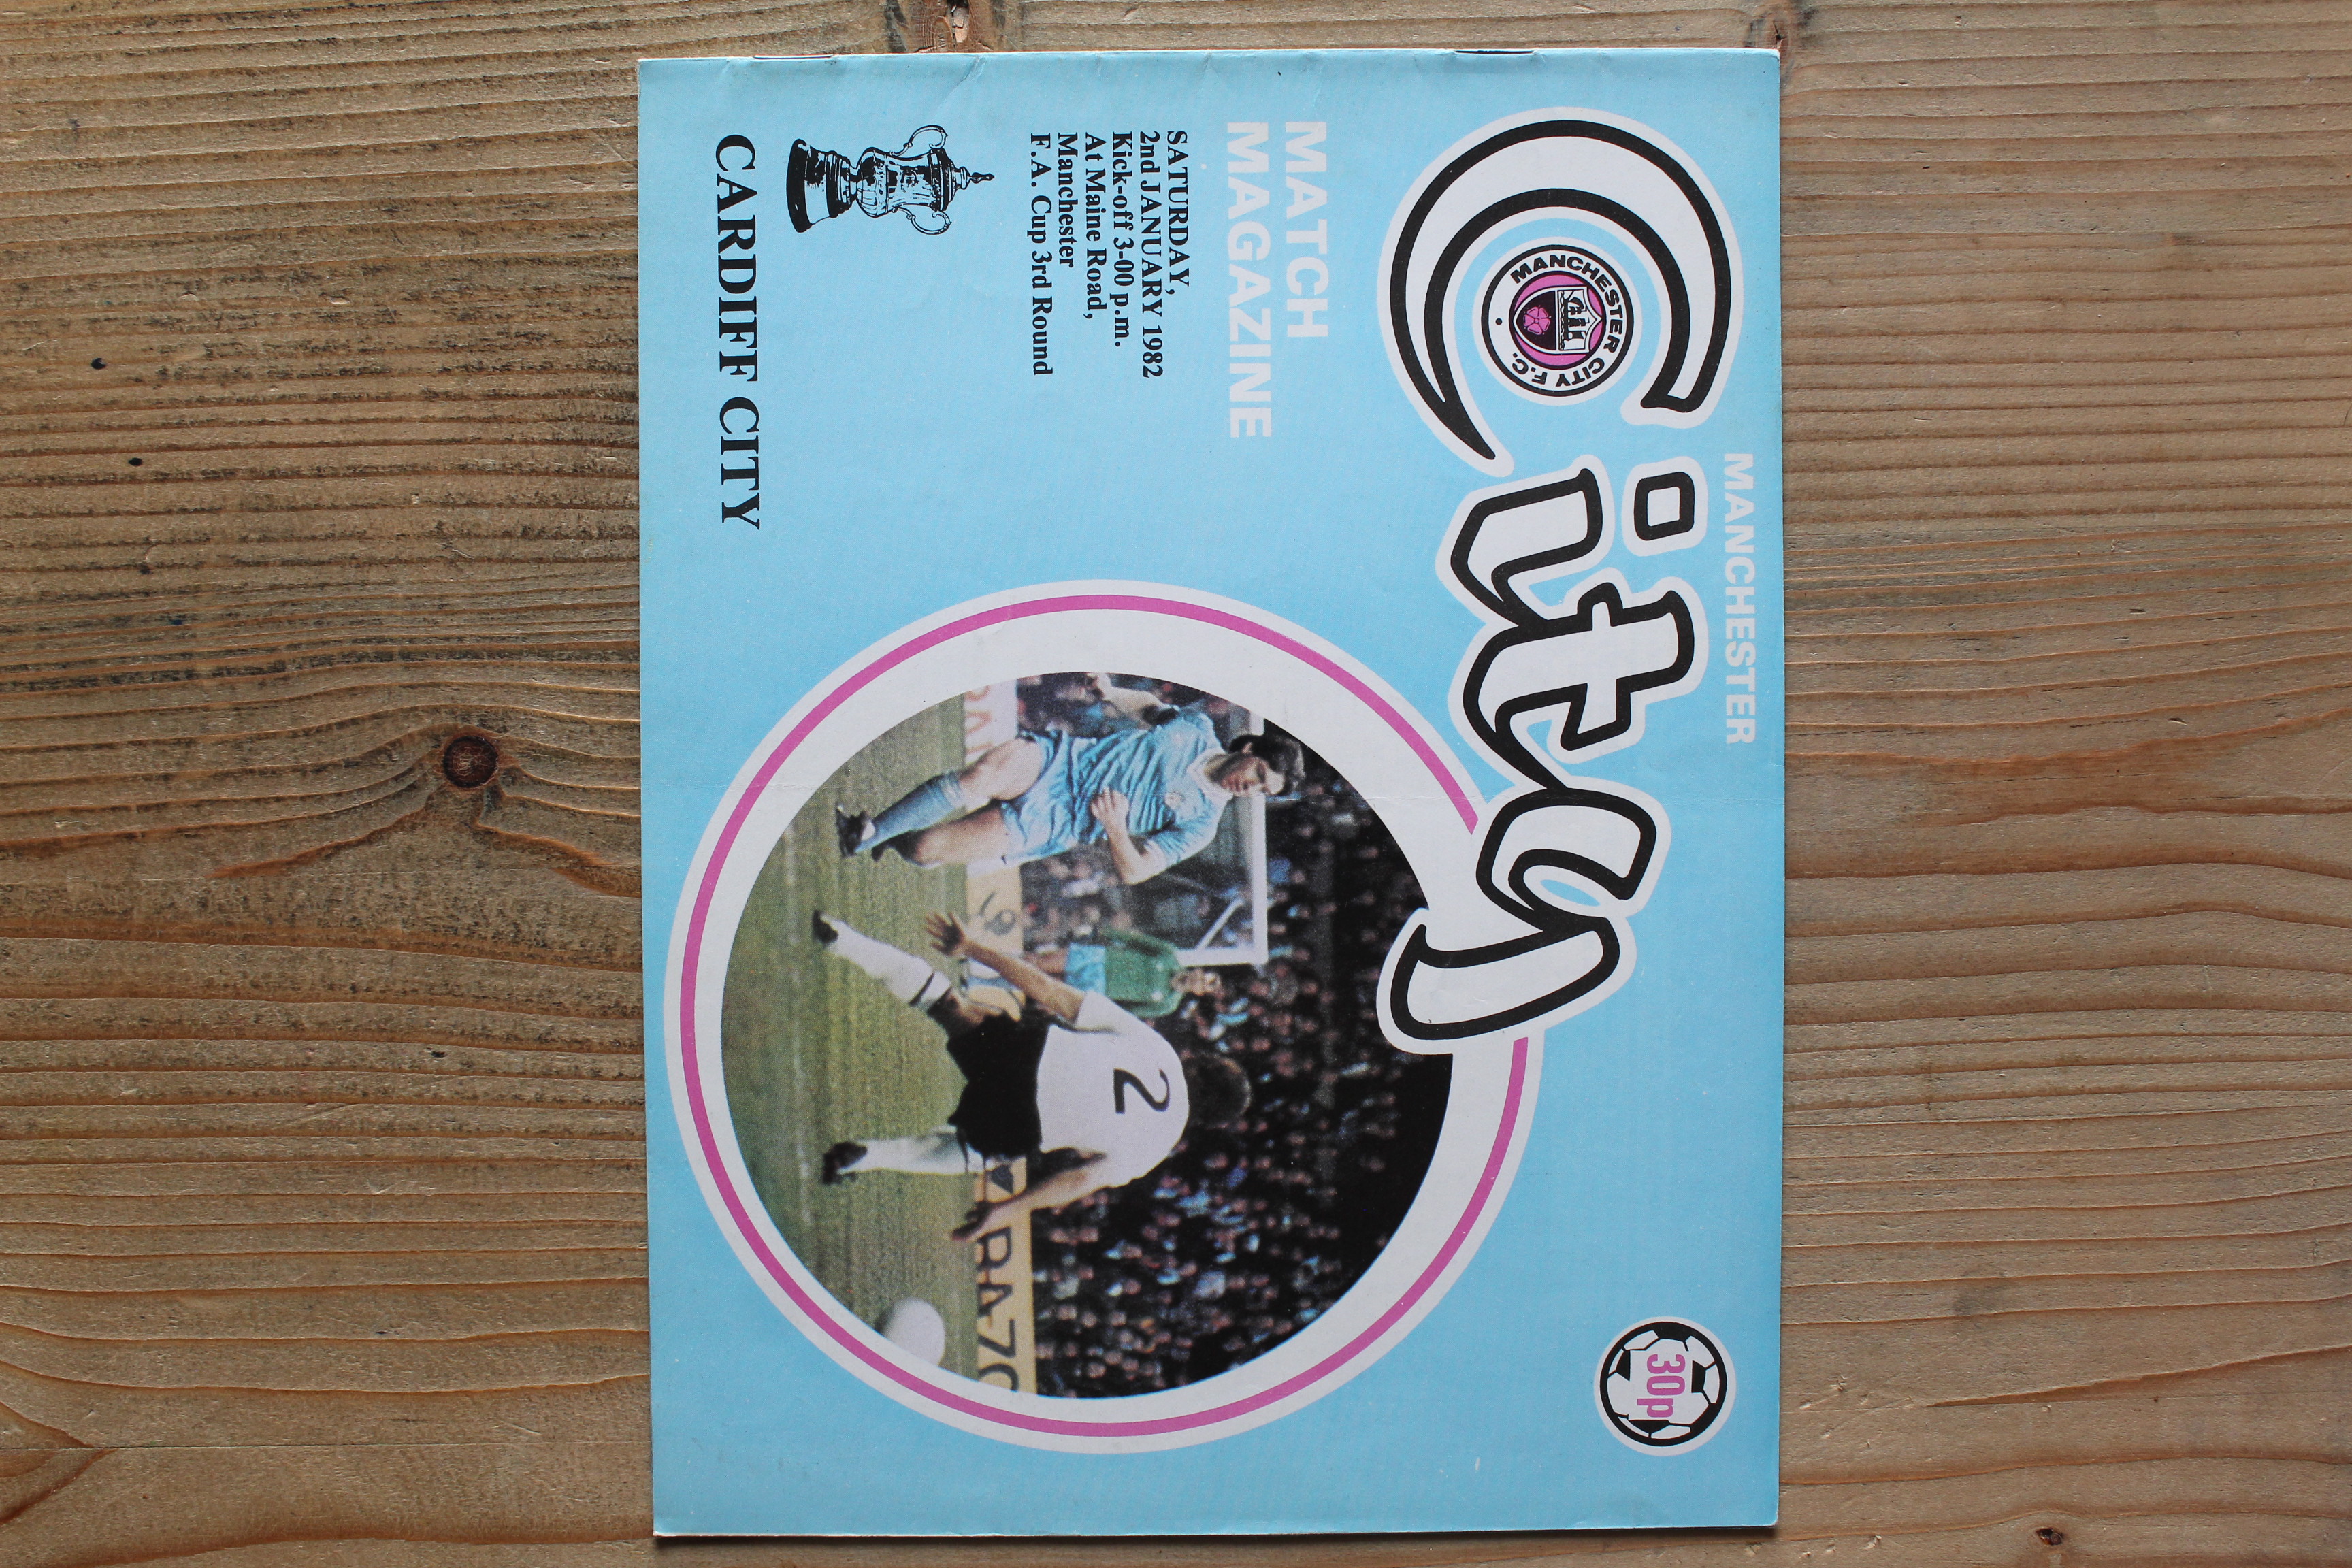 MANCHESTER
City
MANCHESTER CITY F.C.
30p
MATCH
MAGAZINE
SATURDAY,
2nd JANUARY 1982
Kick-off 3-00 p.m.
At Maine Road,
Manchester
F.A. Cup 3rd Round
CARDIFF CITY
2